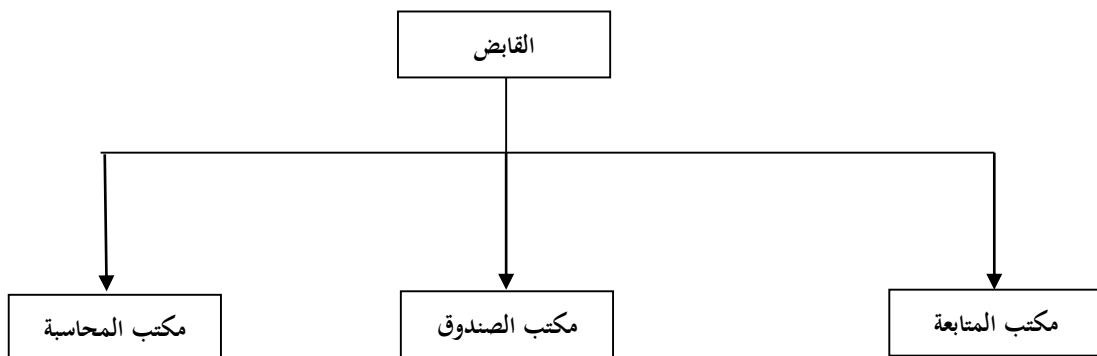 القابض
مكتب المتابعة
مكتب الصندوق
مكتب المحاسبة